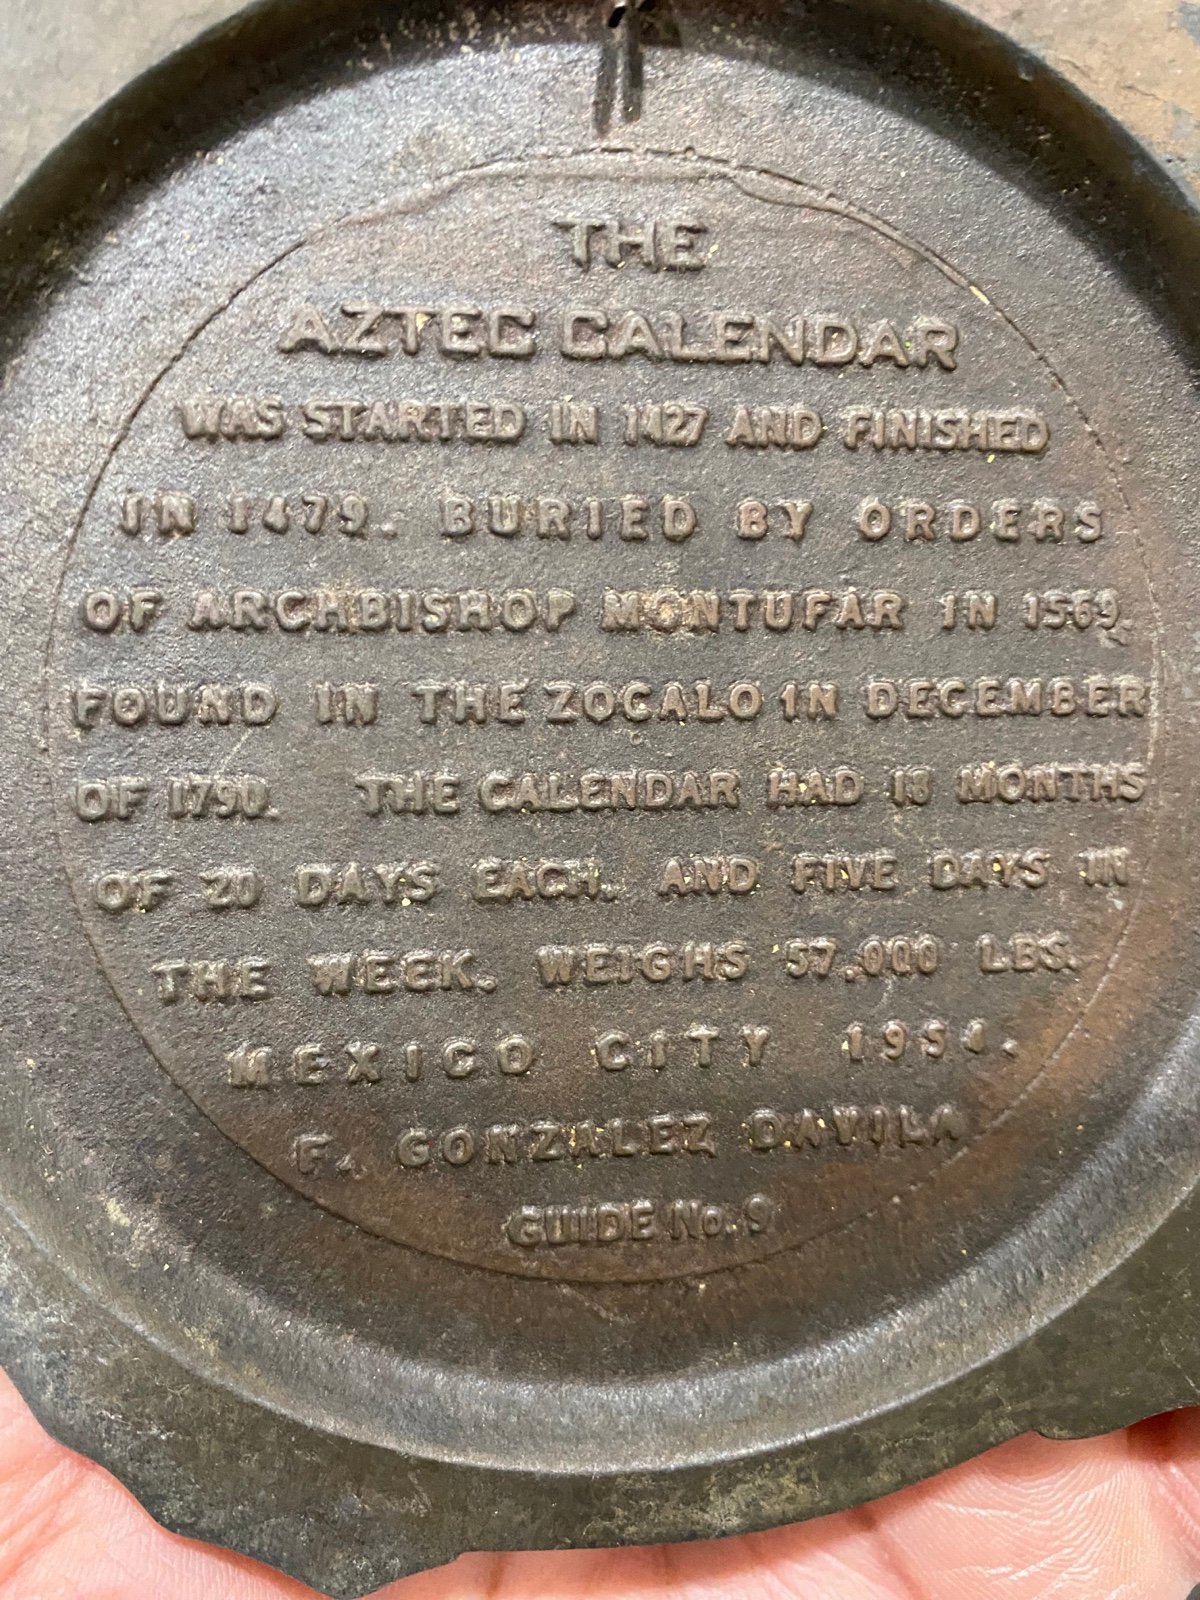 THE
AZTEC CALENDAR
WAS STARTED IN 1427 AND FINISHED
IN 1479. BURIED BY ORDERS
OF ARCHBISHOP MONTUFAR IN 1569.
FOUND IN THE ZOCALO IN DECEMBER
OF 1790. THE CALENDAR HAD 18 MONTHS
OF 20 DAYS EACH. AND FIVE DAYS IN
THE WEEK. WEIGHS 57,000 LBS.
MEXICO CITY 1954.
F. GONZALEZ DAVILA
GUIDE No. 9